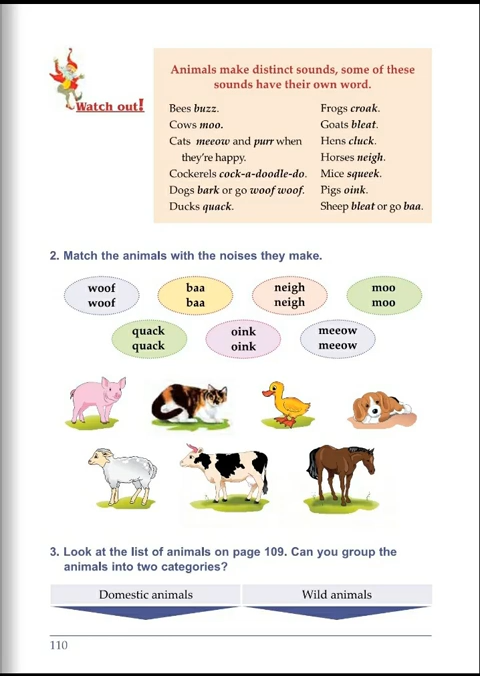 Watch out!
Animals make distinct sounds, some of these
sounds have their own word.
Bees buzz.
Cows moo.
Cats meeow and purr when
they're happy.
Cockerels cock-a-doodle-do.
Dogs bark or go woof woof.
Ducks quack.
Frogs croak.
Goats bleat.
Hens cluck.
Horses neigh.
Mice squeek.
Pigs oink.
Sheep bleat or go baa.
2. Match the animals with the noises they make.
woof
woof
baa
baa
neigh
neigh
moo
moo
quack
quack
oink
oink
meeow
meeow
3. Look at the list of animals on page 109. Can you group the
animals into two categories?
Domestic animals
Wild animals
110